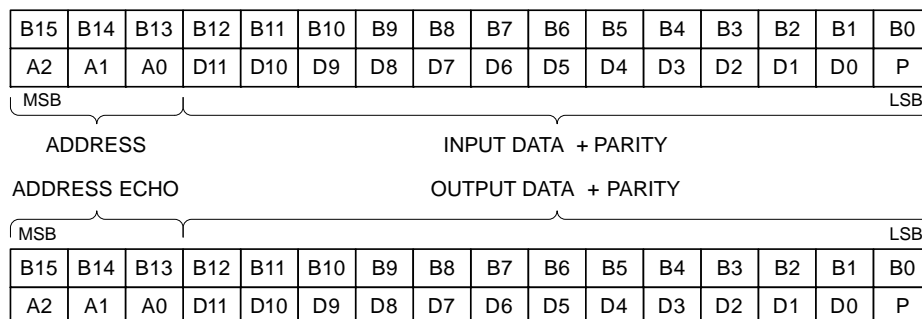 B15 B14 B13 B12 B11 B10 B9 B8 B7 B6 B5 B4 B3 B2 B1 B0
A2 A1 A0 D11 D10 D9 D8 D7 D6 D5 D4 D3 D2 D1 D0 P
MSB LSB
ADDRESS INPUT DATA + PARITY
ADDRESS ECHO OUTPUT DATA + PARITY
MSB LSB
B15 B14 B13 B12 B11 B10 B9 B8 B7 B6 B5 B4 B3 B2 B1 B0
A2 A1 A0 D11 D10 D9 D8 D7 D6 D5 D4 D3 D2 D1 D0 P